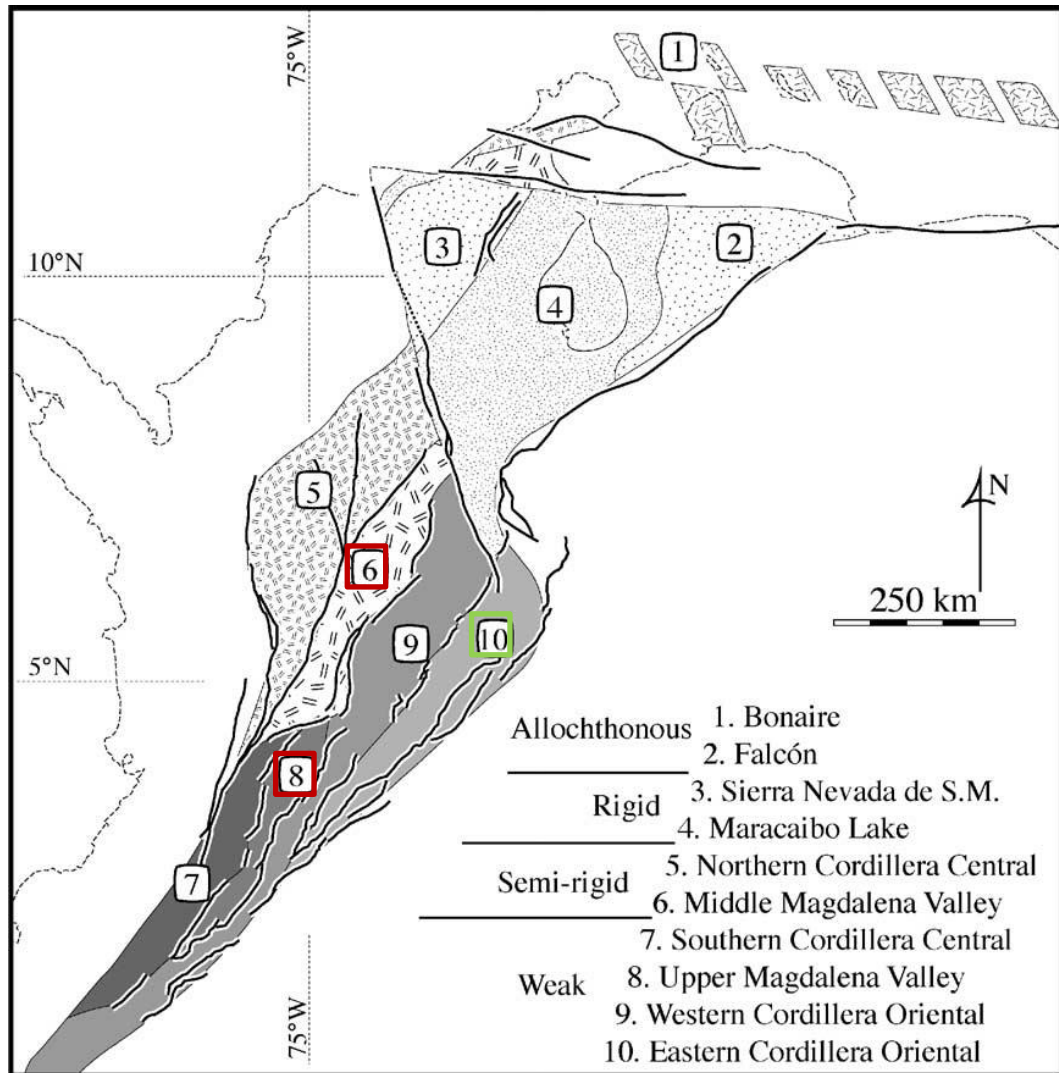 75°W
1
3
2
10°N
4
5
6
N
250 km
9
10
5°N
8
7
Allochthonous
1. Bonaire
2. Falcón
Rigid
3. Sierra Nevada de S.M.
4. Maracaibo Lake
Semi-rigid
5. Northern Cordillera Central
6. Middle Magdalena Valley
Weak
7. Southern Cordillera Central
8. Upper Magdalena Valley
9. Western Cordillera Oriental
10. Eastern Cordillera Oriental
75°W